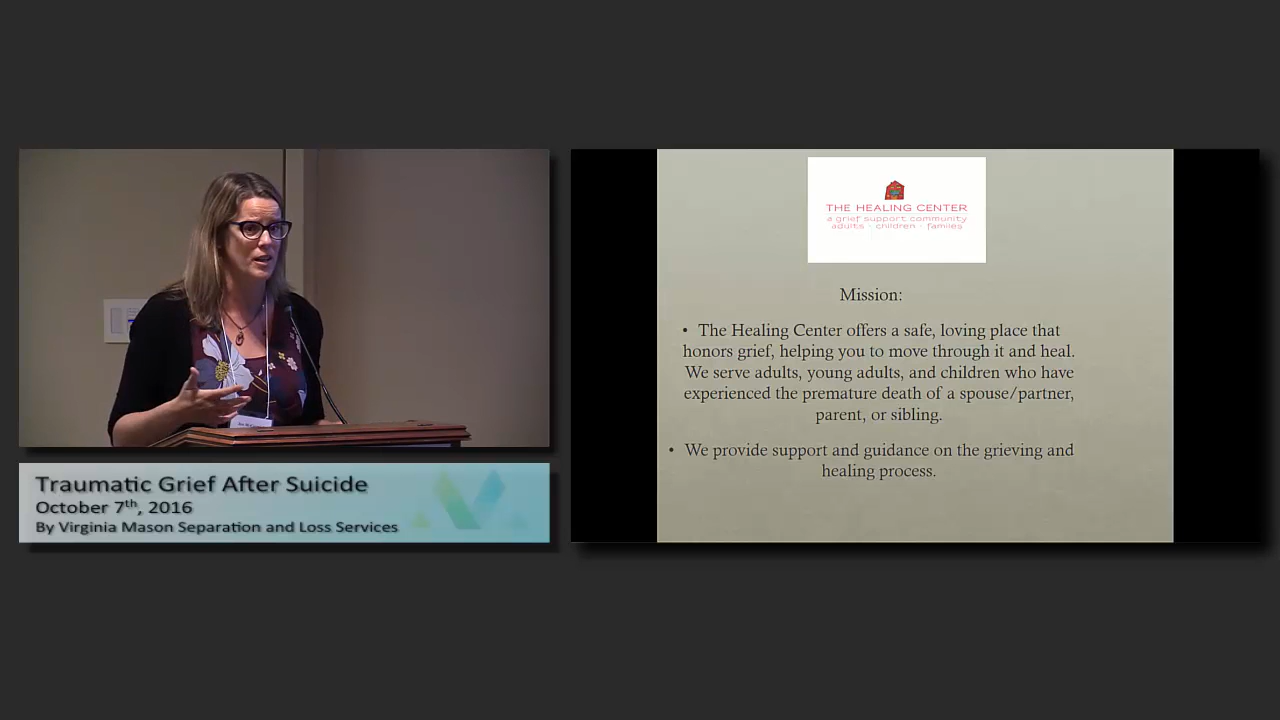 THE HEALING CENTER
a grief support community
adults · children · families
Mission:
• The Healing Center offers a safe, loving place that
honors grief, helping you to move through it and heal.
We serve adults, young adults, and children who have
experienced the premature death of a spouse/partner,
parent, or sibling.
• We provide support and guidance on the grieving and
healing process.
Traumatic Grief After Suicide
October 7th, 2016
By Virginia Mason Separation and Loss Services